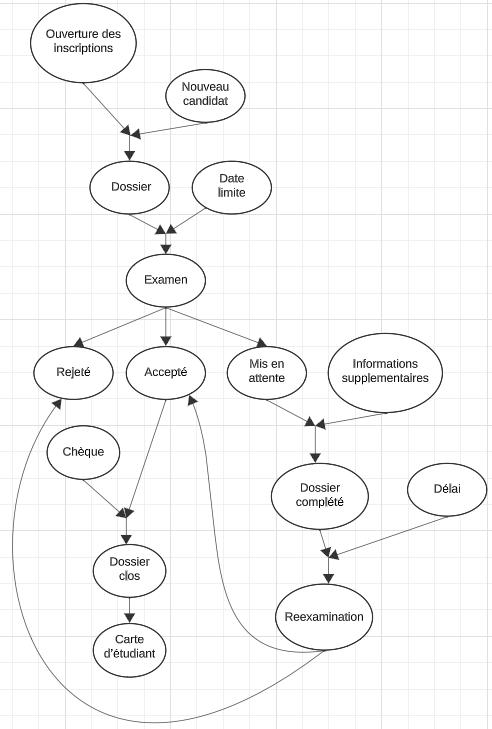 Ouverture des
inscriptions
Nouveau
candidat
Dossier
Date
limite
Examen
Rejeté
Accepté
Mis en
attente
Informations
supplementaires
Chèque
Dossier
complété
Délai
Dossier
clos
Reexamination
Carte
d'étudiant